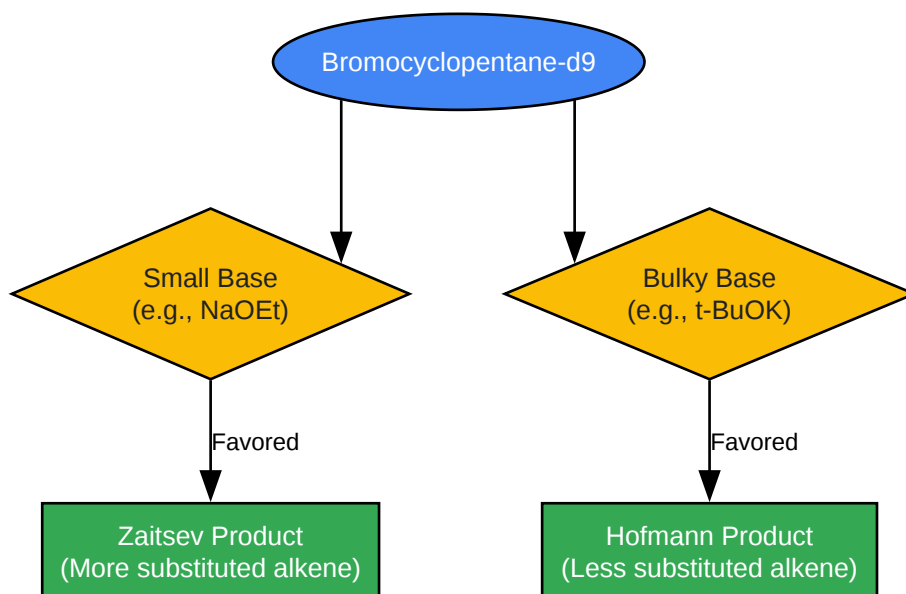 Bromocyclopentane-d9
Small Base
(e.g., NaOEt)
Bulky Base
(e.g., t-BuOK)
Favored
Favored
Zaitsev Product
(More substituted alkene)
Hofmann Product
(Less substituted alkene)